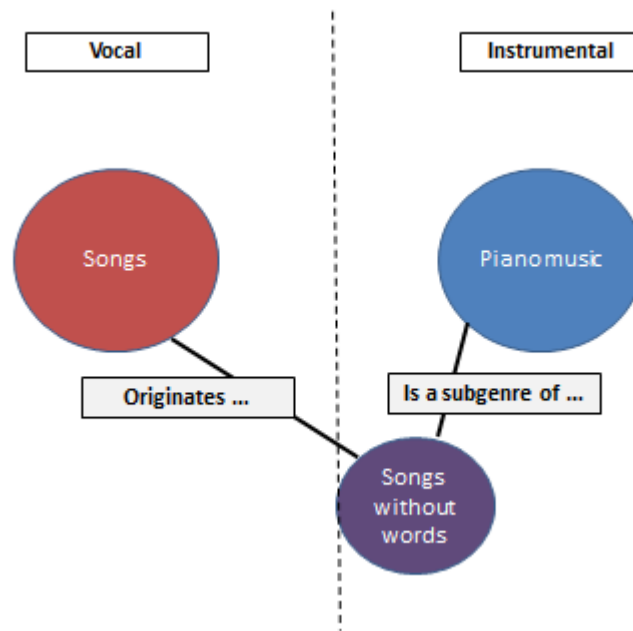 Vocal
Instrumental
Songs
Pianomusic
Originates ...
Is a subgenre of ...
Songs
without
words